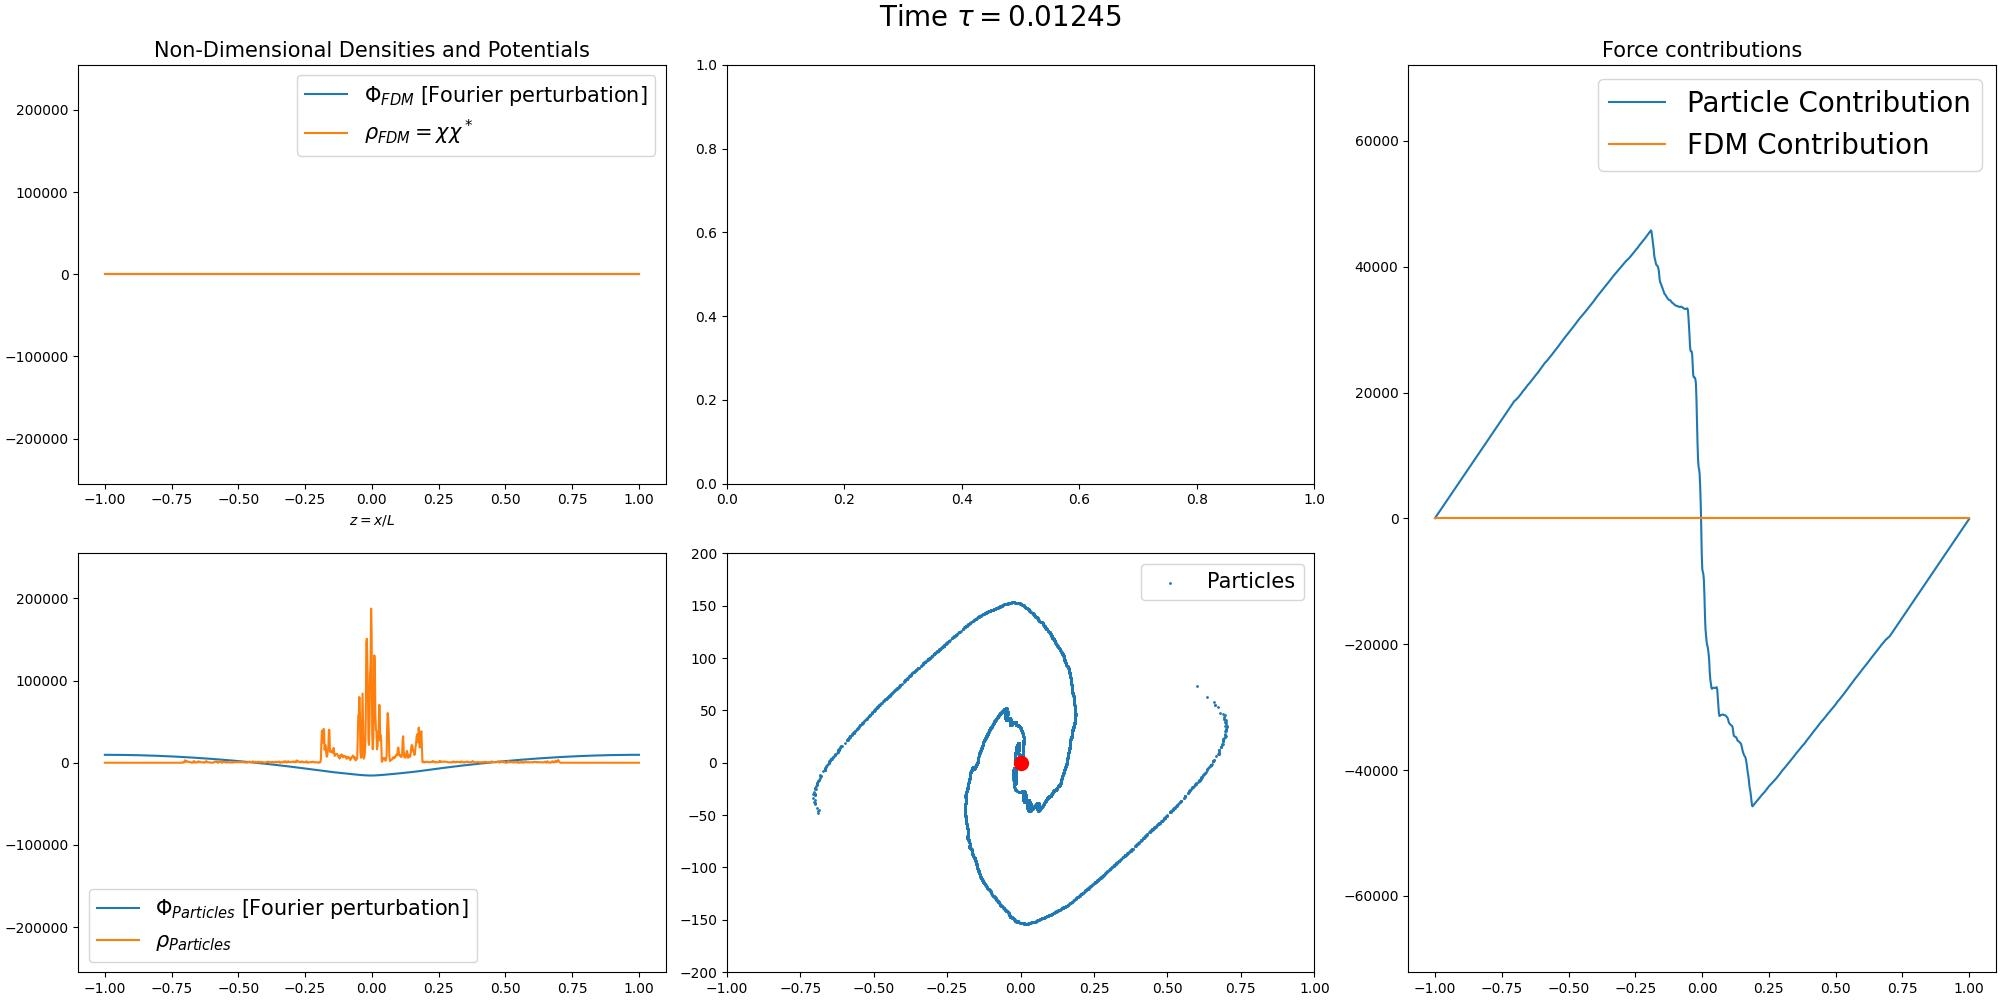 Time τ = 0.01245
Non-Dimensional Densities and Potentials
200000
100000
0
−100000
−200000
Φ_FDM [Fourier perturbation]
ρ_FDM = χχ*
−1.00 −0.75 −0.50 −0.25 0.00 0.25 0.50 0.75 1.00
z = x/L
1.0
0.8
0.6
0.4
0.2
0.0
0.0 0.2 0.4 0.6 0.8 1.0
Force contributions
Particle Contribution
FDM Contribution
60000
40000
20000
0
−20000
−40000
−60000
−1.00 −0.75 −0.50 −0.25 0.00 0.25 0.50 0.75 1.00
200000
100000
0
−100000
−200000
Φ_Particles [Fourier perturbation]
ρ_Particles
−1.00 −0.75 −0.50 −0.25 0.00 0.25 0.50 0.75 1.00
Particles
200
150
100
50
0
−50
−100
−150
−200
−1.00 −0.75 −0.50 −0.25 0.00 0.25 0.50 0.75 1.00